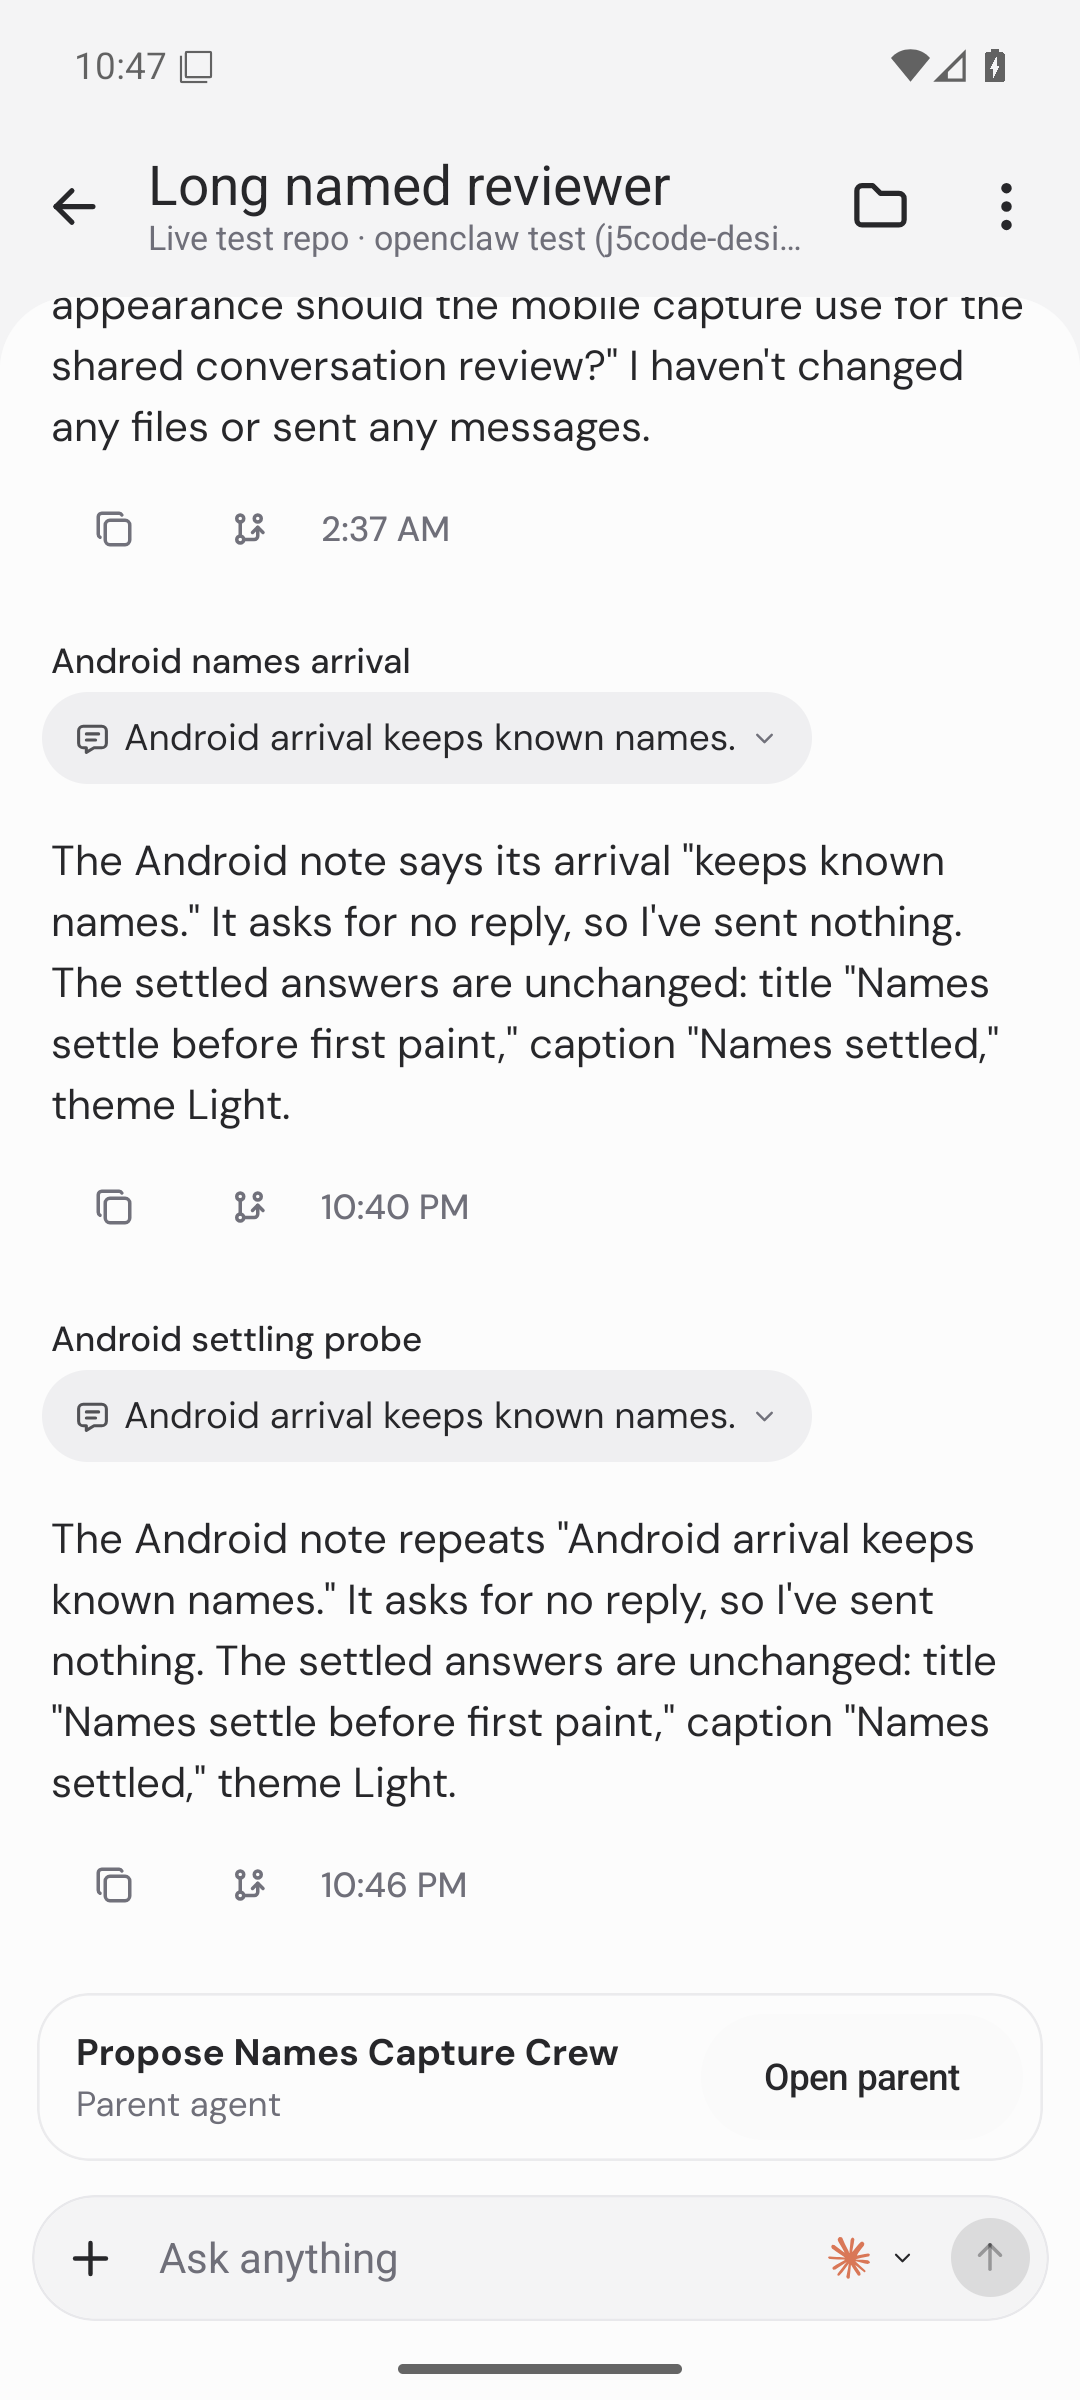 10:47
Long named reviewer
Live test repo · openclaw test (j5code-desi...
appearance should the mobile capture use for the
shared conversation review?" I haven't changed
any files or sent any messages.
2:37 AM
Android names arrival
Android arrival keeps known names.
The Android note says its arrival "keeps known
names." It asks for no reply, so I've sent nothing.
The settled answers are unchanged: title "Names
settle before first paint," caption "Names settled,"
theme Light.
10:40 PM
Android settling probe
Android arrival keeps known names.
The Android note repeats "Android arrival keeps
known names." It asks for no reply, so I've sent
nothing. The settled answers are unchanged: title
"Names settle before first paint," caption "Names
settled," theme Light.
10:46 PM
Propose Names Capture Crew
Parent agent
Open parent
Ask anything